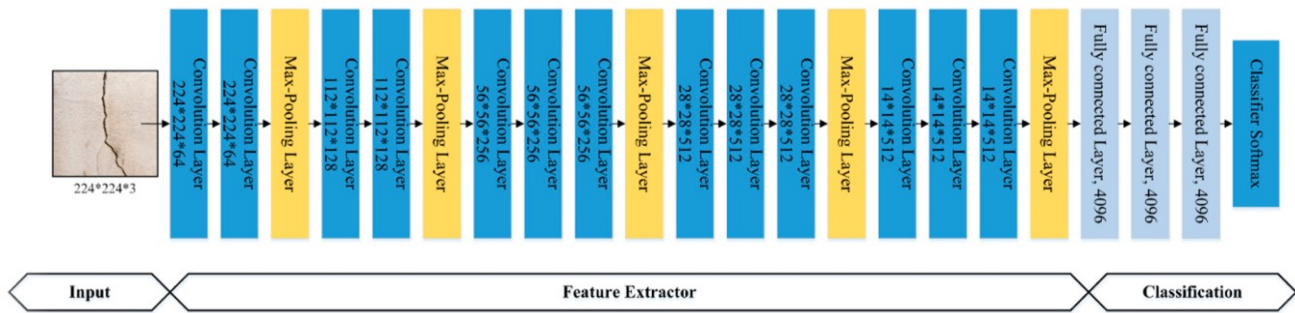 224*224*3
Convolution Layer
224*224*64
Convolution Layer
224*224*64
Max-Pooling Layer
Convolution Layer
112*112*128
Convolution Layer
112*112*128
Max-Pooling Layer
Convolution Layer
56*56*256
Convolution Layer
56*56*256
Convolution Layer
56*56*256
Max-Pooling Layer
Convolution Layer
28*28*512
Convolution Layer
28*28*512
Convolution Layer
28*28*512
Max-Pooling Layer
Convolution Layer
14*14*512
Convolution Layer
14*14*512
Convolution Layer
14*14*512
Max-Pooling Layer
Fully connected Layer, 4096
Fully connected Layer, 4096
Fully connected Layer, 4096
Classifier Softmax
Input
Feature Extractor
Classification